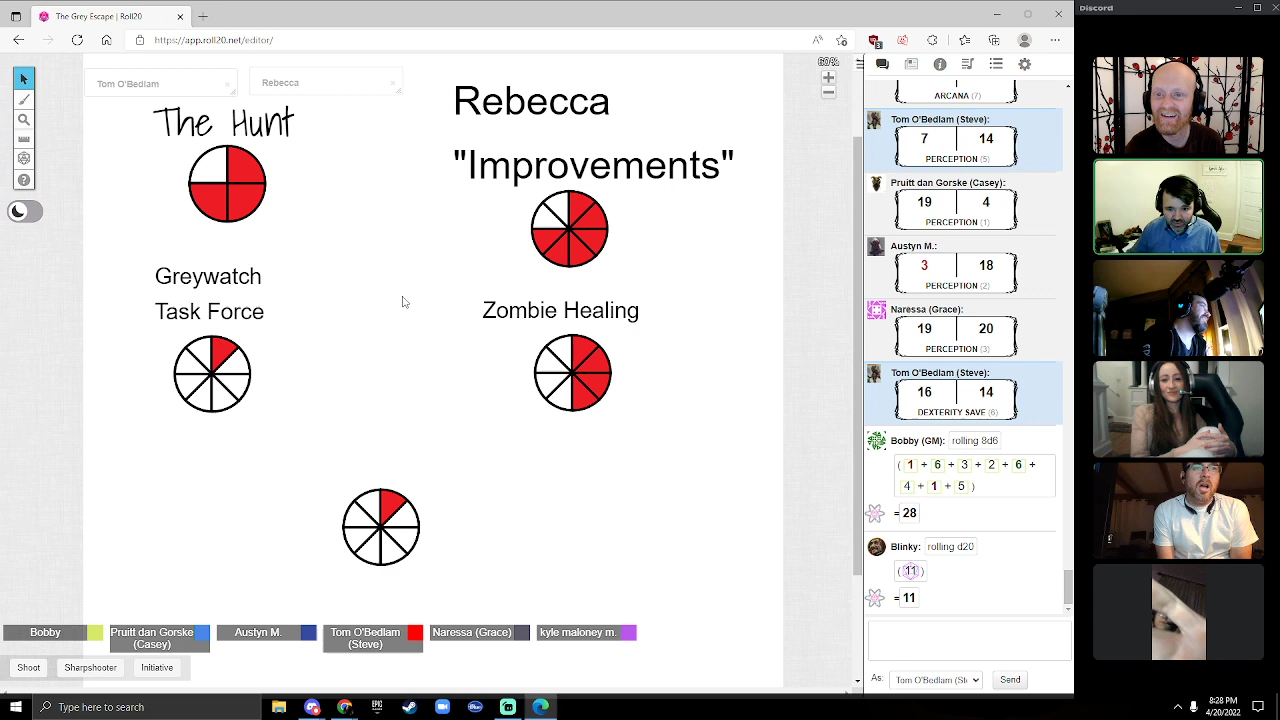 The Grey Escape | Roll20
https://app.roll20.net/editor/
Discord
Tom O'Bedlam
Rebecca
60%
The Hunt
Rebecca
"Improvements"
Greywatch
Task Force
Zombie Healing
ARCANA (7)
Tom O'Bedlam (Steve):
7 14
PERCEPTION (5)
Pruitt dan Gorske (Casey):
19 4
PERCEPTION (1)
Austyn M.:
3 18
PERCEPTION (2)
Naressa (Grace):
19 20
PERCEPTION (3)
Tom O'Bedlam (Steve):
16 14
DEXTERITY SAVE (6)
Bobby (GM): rolling 8d6
( 1 + 6 + 3 + 2 + 6 +
4 + 1 + 5 )
= 28
Blinky: rolling d20
( 11 )
= 11
As: Tom O'Bedlam (Ste
Send
Bobby
Pruitt dan Gorske
(Casey)
Austyn M.
Tom O'Bedlam
(Steve)
Naressa (Grace)
kyle maloney m.
Shoot
Sharpshooter
Initiative
Type here to search
EPIC
8:28 PM
4/20/2022